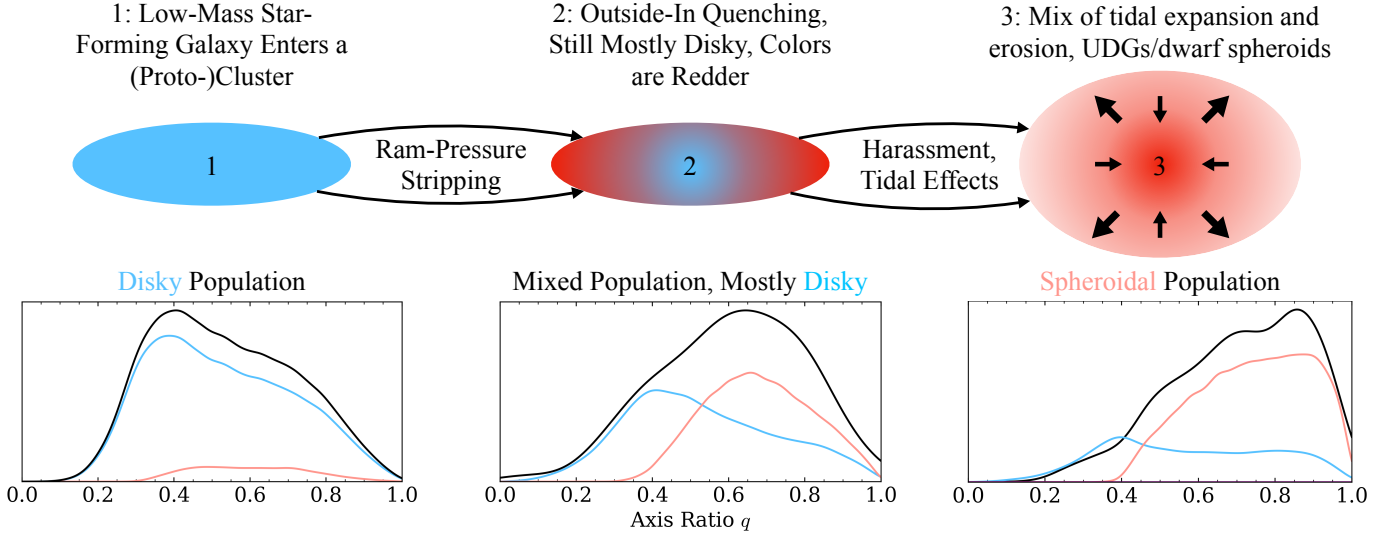 1: Low-Mass Star-
Forming Galaxy Enters a
(Proto-)Cluster
2: Outside-In Quenching,
Still Mostly Disky, Colors
are Redder
3: Mix of tidal expansion and
erosion, UDGs/dwarf spheroids
1
Ram-Pressure
Stripping
2
Harassment,
Tidal Effects
3
Disky Population
Mixed Population, Mostly Disky
Spheroidal Population
0.0 0.2 0.4 0.6 0.8 1.0
0.0 0.2 0.4 0.6 0.8 1.0
0.0 0.2 0.4 0.6 0.8 1.0
Axis Ratio q